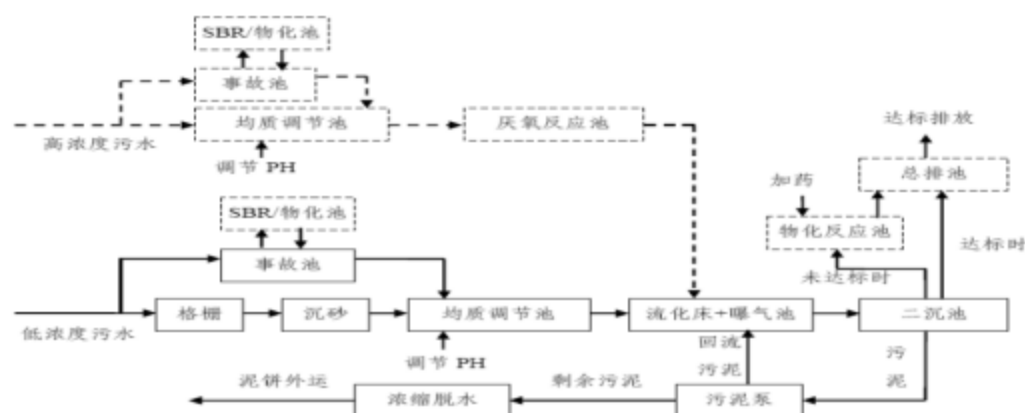 SBR/物化池
事故池
均质调节池
厌氧反应池
高浓度污水
调节 PH
达标排放
总排池
加药
物化反应池
达标时
未达标时
SBR/物化池
事故池
格栅
沉砂
均质调节池
流化床+曝气池
二沉池
低浓度污水
调节 PH
回流
污泥
污
泥
泥饼外运
浓缩脱水
剩余污泥
污泥泵